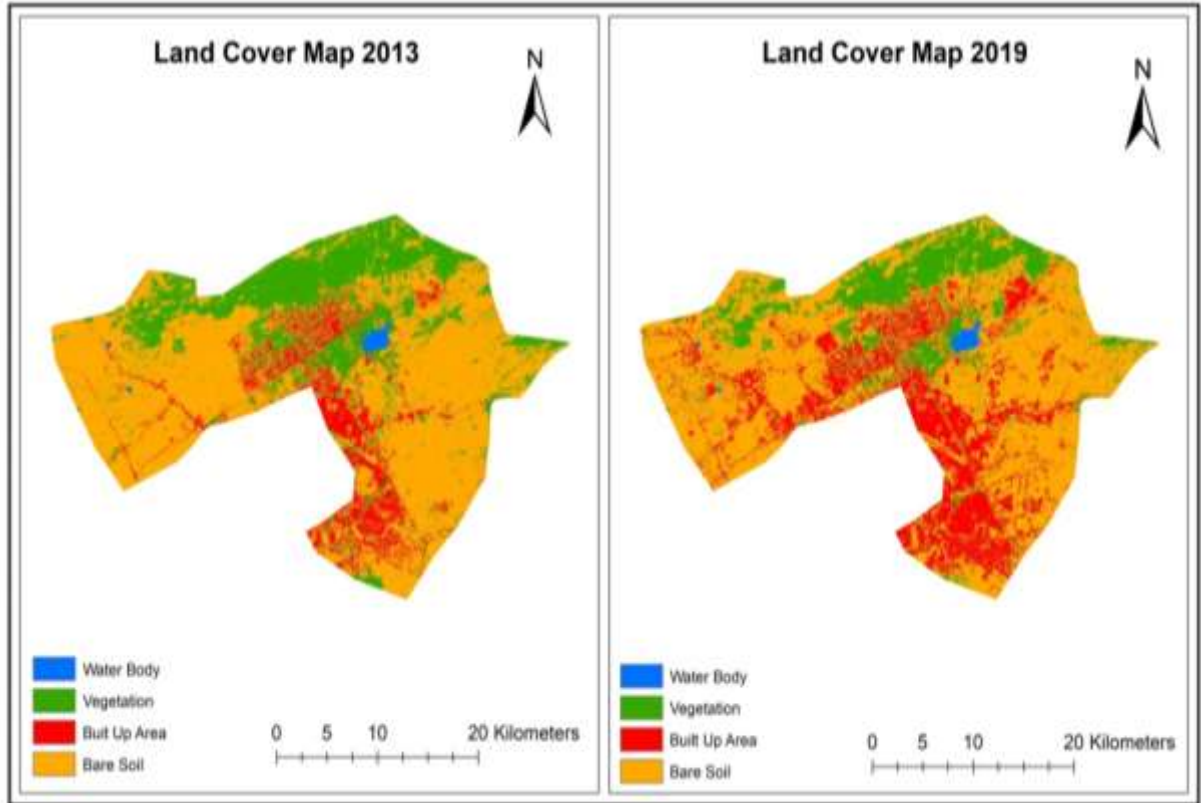 Land Cover Map 2013
N
Water Body
Vegetation
Buit Up Area
Bare Soil
0 5 10 20 Kilometers
Land Cover Map 2019
N
Water Body
Vegetation
Built Up Area
Bare Soil
0 5 10 20 Kilometers